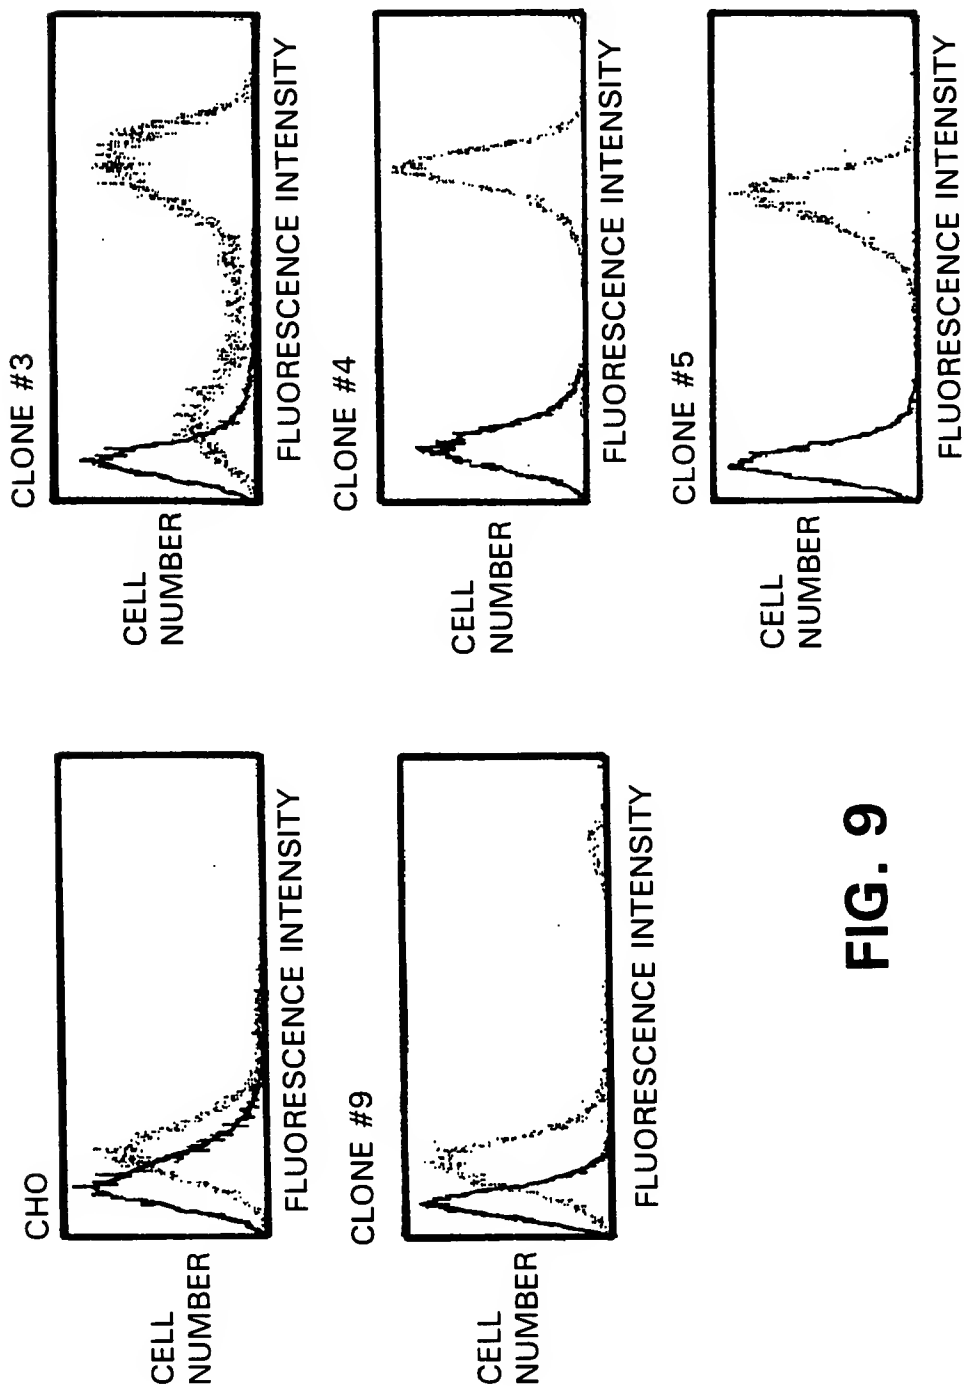 CHO
CELL
NUMBER
FLUORESCENCE INTENSITY
CLONE #9
CELL
NUMBER
FLUORESCENCE INTENSITY
CLONE #3
CELL
NUMBER
FLUORESCENCE INTENSITY
CLONE #4
CELL
NUMBER
FLUORESCENCE INTENSITY
CLONE #5
CELL
NUMBER
FLUORESCENCE INTENSITY
FIG. 9